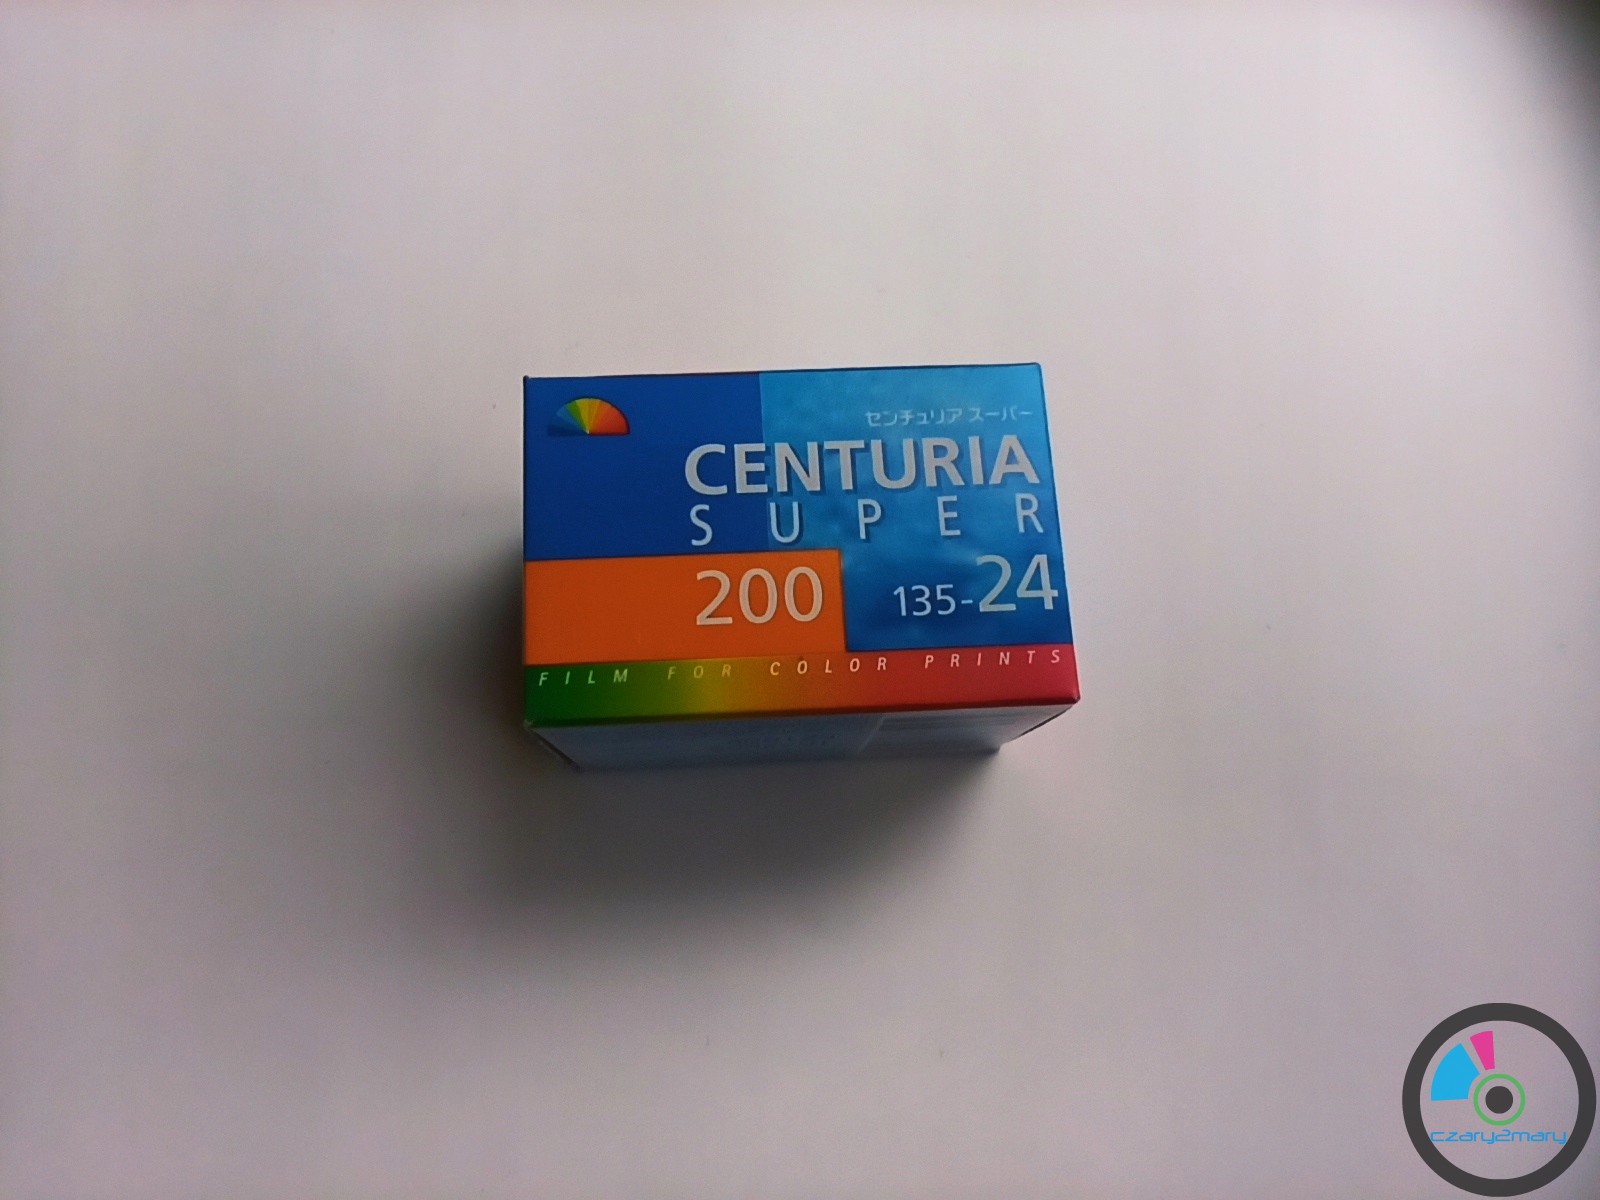 センチュリア スーパー
CENTURIA
SUPER
200
135-24
FILM FOR COLOR PRINTS
czary2mary